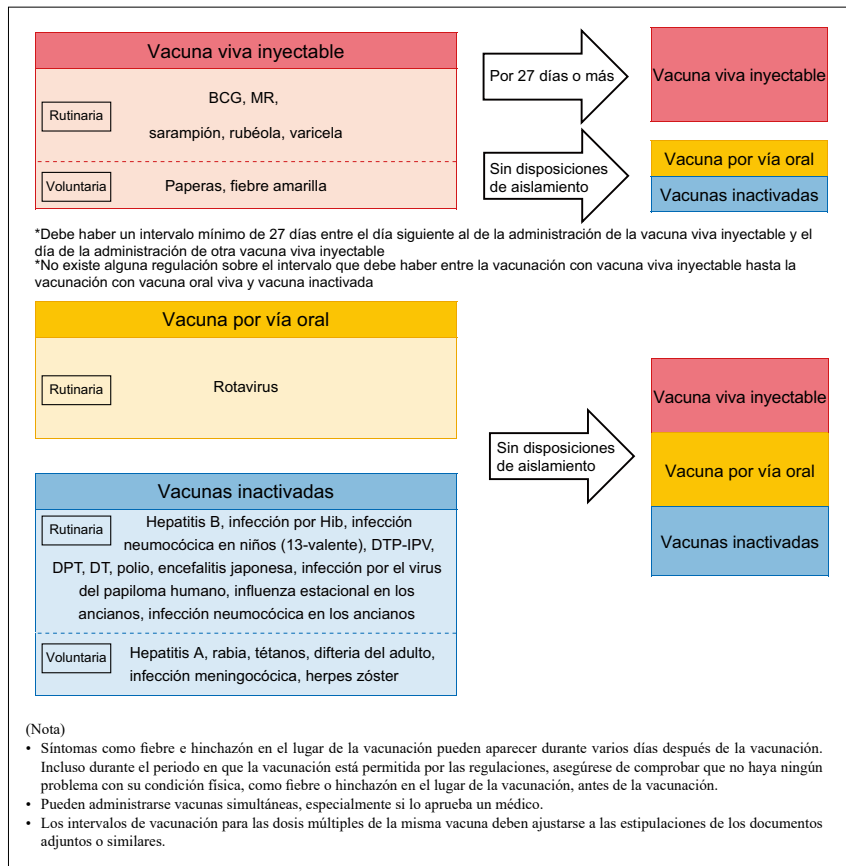 Vacuna viva inyectable
Rutinaria
BCG, MR,
sarampión, rubéola, varicela
Voluntaria
Paperas, fiebre amarilla
Por 27 días o más
Vacuna viva inyectable
Sin disposiciones
de aislamiento
Vacuna por vía oral
Vacunas inactivadas
*Debe haber un intervalo mínimo de 27 días entre el día siguiente al de la administración de la vacuna viva inyectable y el
día de la administración de otra vacuna viva inyectable
*No existe alguna regulación sobre el intervalo que debe haber entre la vacunación con vacuna viva inyectable hasta la
vacunación con vacuna oral viva y vacuna inactivada
Vacuna por vía oral
Rutinaria
Rotavirus
Vacunas inactivadas
Rutinaria
Hepatitis B, infección por Hib, infección
neumocócica en niños (13-valente), DTP-IPV,
DPT, DT, polio, encefalitis japonesa, infección por el virus
del papiloma humano, influenza estacional en los
ancianos, infección neumocócica en los ancianos
Voluntaria
Hepatitis A, rabia, tétanos, difteria del adulto,
infección meningocócica, herpes zóster
Sin disposiciones
de aislamiento
Vacuna viva inyectable
Vacuna por vía oral
Vacunas inactivadas
(Nota)
• Síntomas como fiebre e hinchazón en el lugar de la vacunación pueden aparecer durante varios días después de la vacunación.
Incluso durante el periodo en que la vacunación está permitida por las regulaciones, asegúrese de comprobar que no haya ningún
problema con su condición física, como fiebre o hinchazón en el lugar de la vacunación, antes de la vacunación.
• Pueden administrarse vacunas simultáneas, especialmente si lo aprueba un médico.
• Los intervalos de vacunación para las dosis múltiples de la misma vacuna deben ajustarse a las estipulaciones de los documentos
adjuntos o similares.